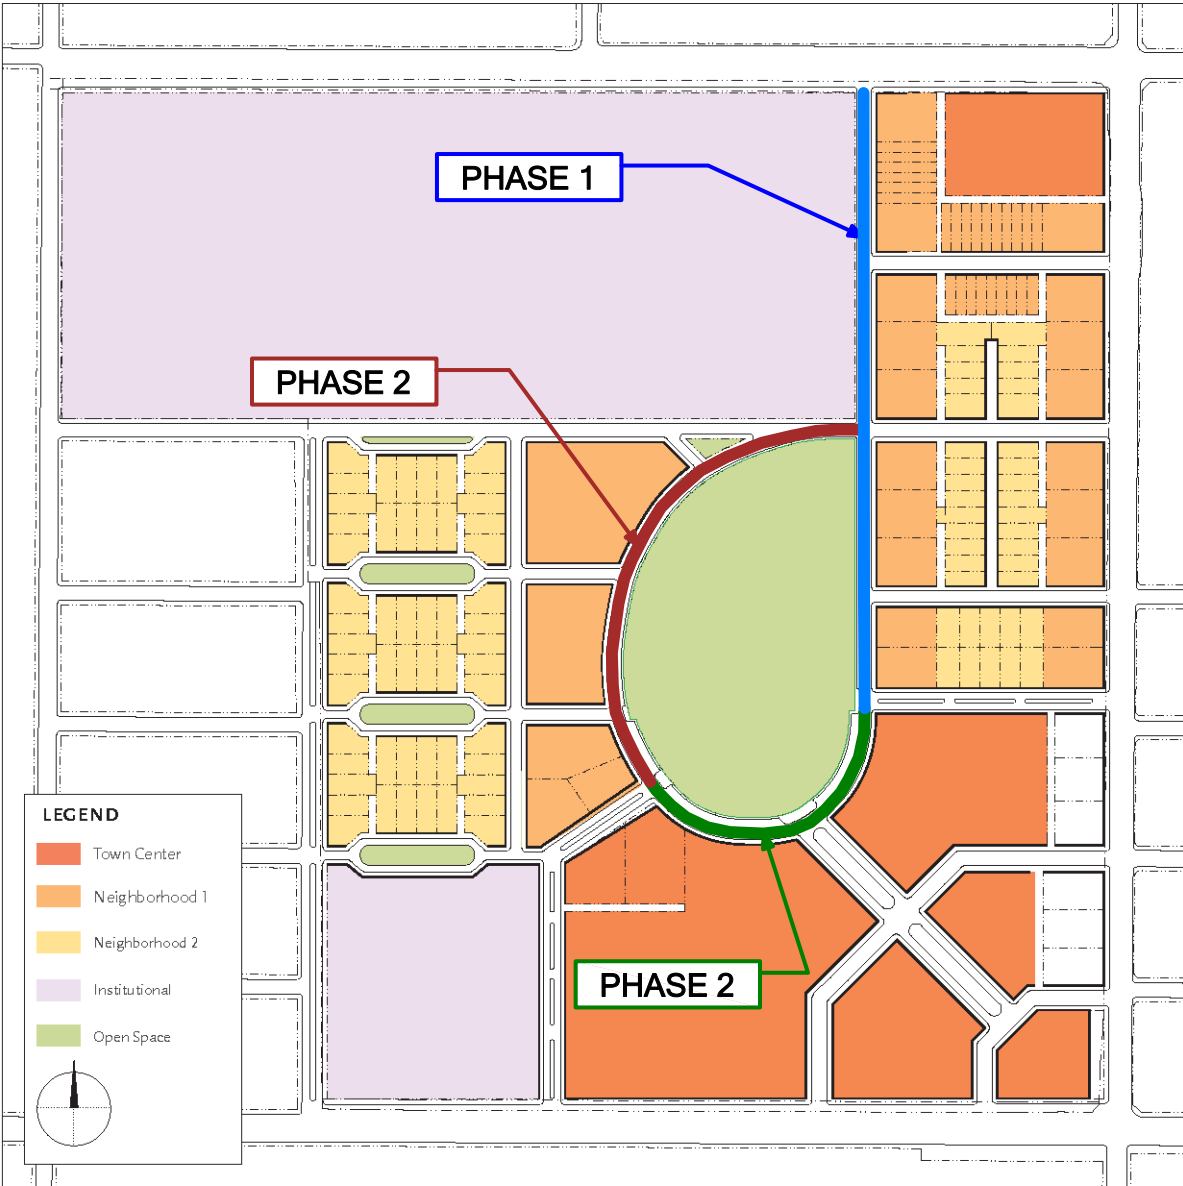 PHASE 1
PHASE 2
LEGEND
Town Center
Neighborhood 1
Neighborhood 2
Institutional
Open Space
PHASE 2